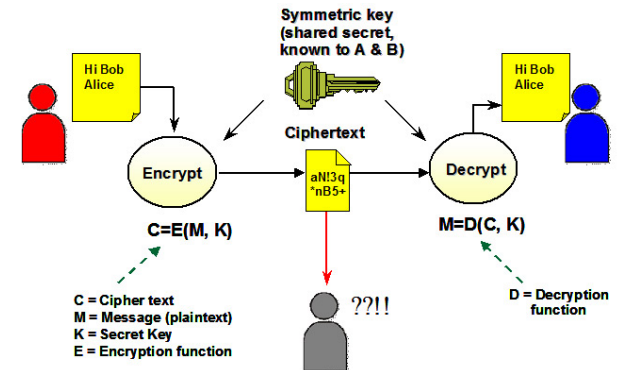 Symmetric key
(shared secret,
known to A & B)
Hi Bob
Alice
Hi Bob
Alice
Ciphertext
Encrypt
aN!3q
*nB5+
Decrypt
C=E(M, K)
M=D(C, K)
C = Cipher text
M = Message (plaintext)
K = Secret Key
E = Encryption function
??!!
D = Decryption
function